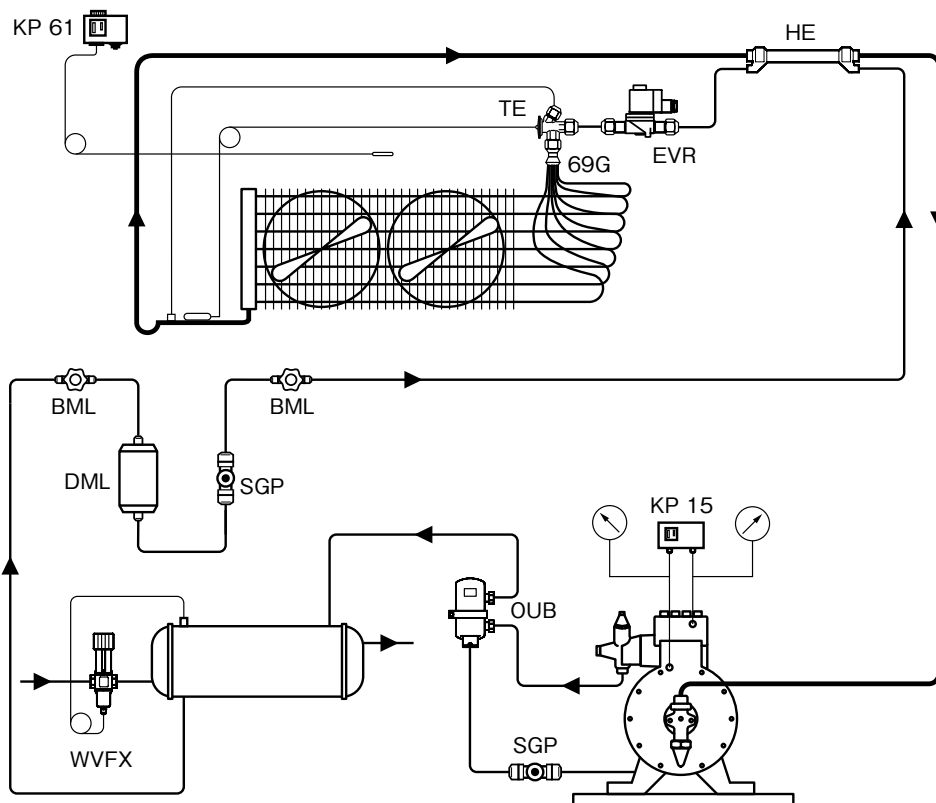 KP 61
HE
TE
EVR
69G
BML
BML
DML
SGP
KP 15
OUB
SGP
WVFX